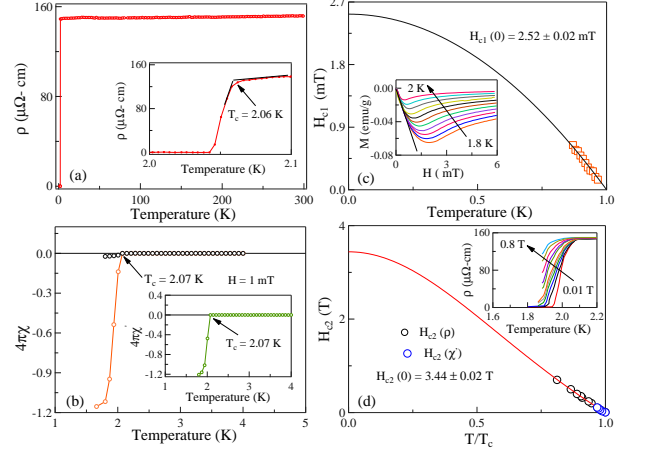 160
120
80
40
0
ρ (μΩ- cm)
160
80
0
ρ (μΩ- cm)
T_c = 2.06 K
2.0
2.1
Temperature (K)
(a)
0
100
200
300
Temperature (K)
0.0
-0.3
-0.6
-0.9
-1.2
4πχ
T_c = 2.07 K
H = 1 mT
0.4
0.0
-0.4
-0.8
-1.2
4πχ
T_c = 2.07 K
1
2
3
4
Temperature (K)
(b)
1
2
3
4
5
Temperature (K)
2.7
1.8
0.9
0.0
H_c1 (mT)
H_c1 (0) = 2.52 ± 0.02 mT
0.00
-0.04
-0.08
M (emu/g)
2 K
1.8 K
0
3
6
H ( mT)
(c)
0.0
0.5
1.0
Temperature (K)
6
4
2
0
H_c2 (T)
160
80
0
ρ (μΩ-cm)
0.8 T
0.01 T
1.8
2.0
2.2
Temperature (K)
H_c2 (ρ)
H_c2 (χ')
H_c2 (0) = 3.44 ± 0.02 T
(d)
0.0
0.5
1.0
T/T_c